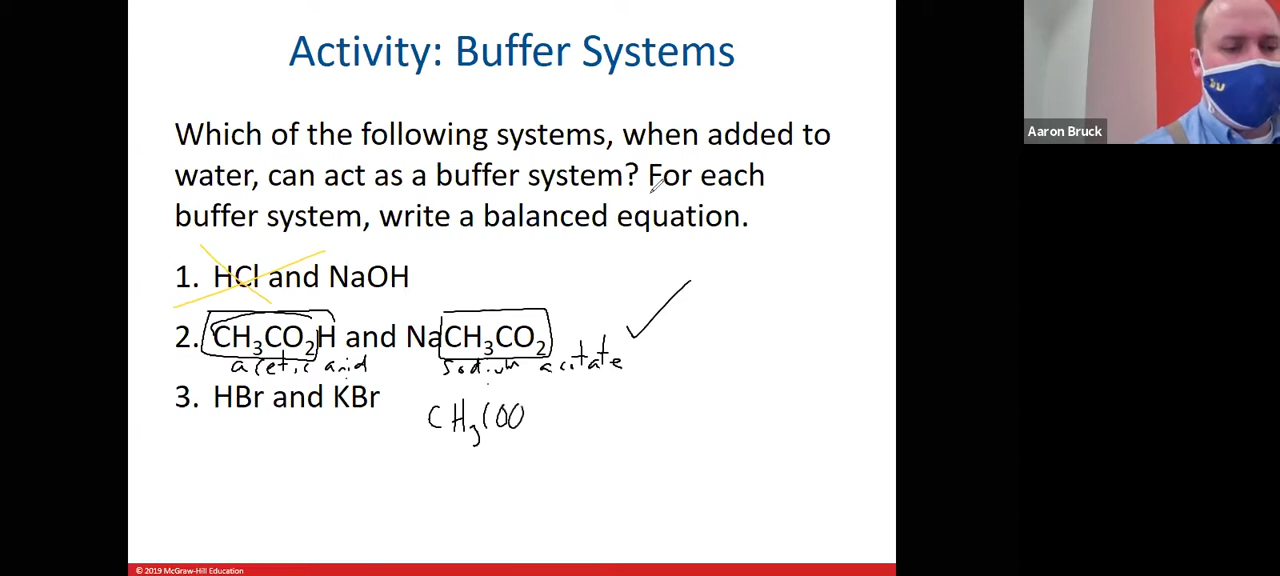 Activity: Buffer Systems
Aaron Bruck
Which of the following systems, when added to
water, can act as a buffer system? For each
buffer system, write a balanced equation.
1. HCl and NaOH
2. CH₃CO₂H and NaCH₃CO₂
acetic acid sodium acetate
3. HBr and KBr
CH₃COO
© 2019 McGraw-Hill Education